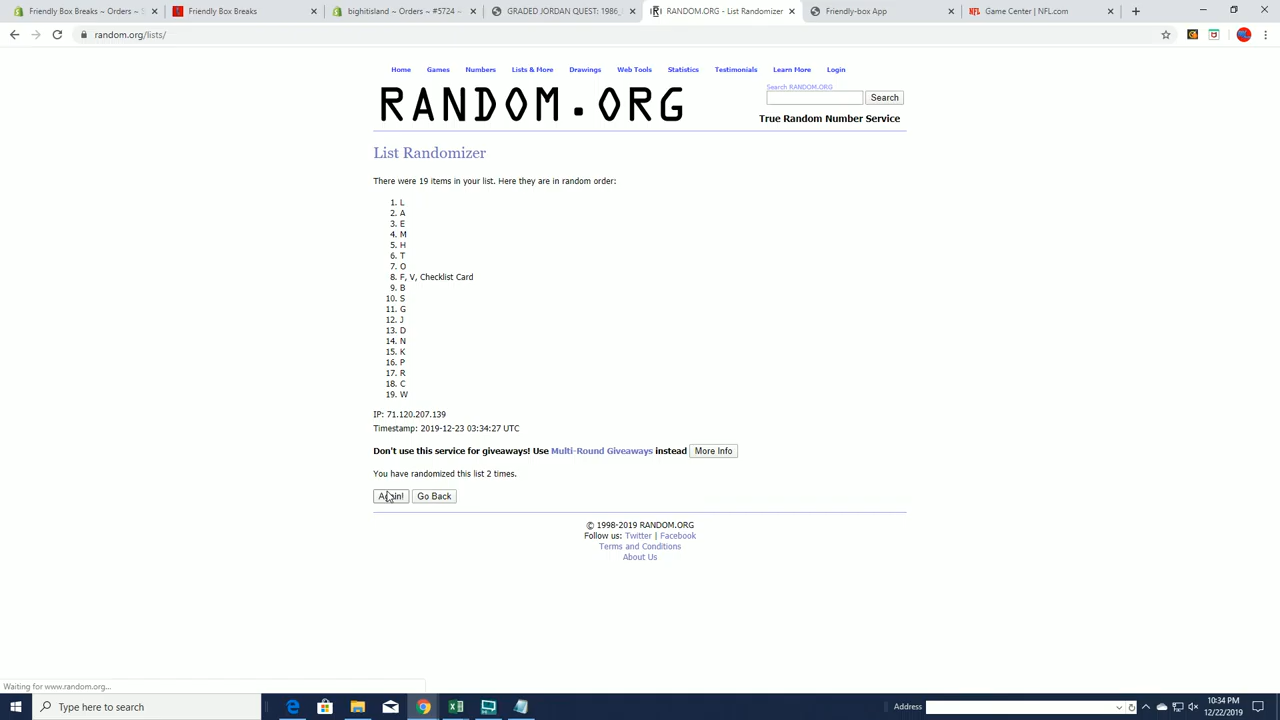 Friendly Box Breaks ~ Orders ~ S
Friendly Box Breaks
bighitisland ~ Orders ~ #5724 ~
GRADED JORDAN QUEST: 1986,
RANDOM.ORG - List Randomizer
Friendly-box App
Game Center | NFL.com
random.org/lists/
Home Games Numbers Lists & More Drawings Web Tools Statistics Testimonials Learn More Login
RANDOM.ORG
Search RANDOM.ORG
Search
True Random Number Service
List Randomizer
There were 19 items in your list. Here they are in random order:
1. L
2. A
3. E
4. M
5. H
6. T
7. O
8. F, V, Checklist Card
9. B
10. S
11. G
12. J
13. D
14. N
15. K
16. P
17. R
18. C
19. W
IP: 71.120.207.139
Timestamp: 2019-12-23 03:34:27 UTC
Don't use this service for giveaways! Use Multi-Round Giveaways instead More Info
You have randomized this list 2 times.
Again! Go Back
© 1998-2019 RANDOM.ORG
Follow us: Twitter | Facebook
Terms and Conditions
About Us
Waiting for www.random.org...
Type here to search
Address
10:34 PM
12/22/2019